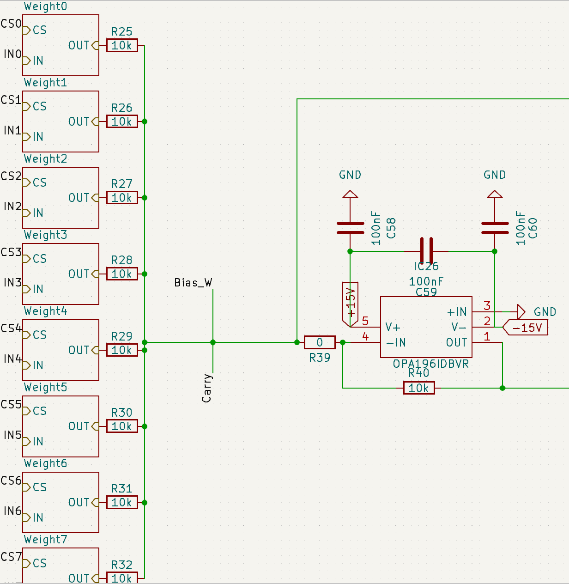 Weight0
CS0
CS
R25
OUT
10k
IN0
IN
Weight1
CS1
CS
R26
OUT
10k
IN1
IN
Weight2
CS2
CS
R27
OUT
10k
IN2
IN
Weight3
CS3
CS
R28
OUT
10k
IN3
IN
Weight4
CS4
CS
R29
OUT
10k
IN4
IN
Weight5
CS5
CS
R30
OUT
10k
IN5
IN
Weight6
CS6
CS
R31
OUT
10k
IN6
IN
Weight7
CS7
CS
R32
OUT
10k
Bias_W
Carry
GND
GND
100nF
C58
100nF
C60
IC26
100nF
C59
+15V
5
V+
4
-IN
+IN
3
GND
V-
2
-15V
OUT
1
0
R39
OPA196IDBVR
R40
10k